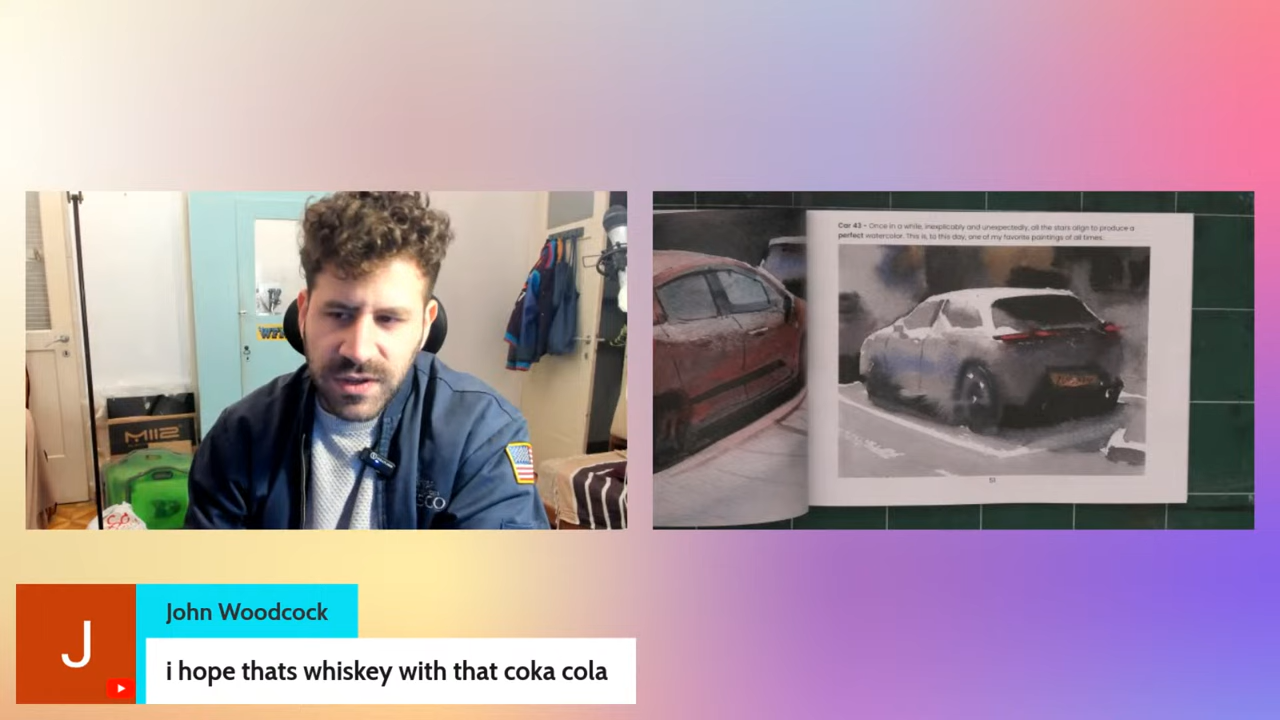 Car 43 - Once in a while, inexplicably and unexpectedly, all the stars align to produce a
perfect watercolor. This is, to this day, one of my favorite paintings of all times.
51
MII2
J
John Woodcock
i hope thats whiskey with that coka cola